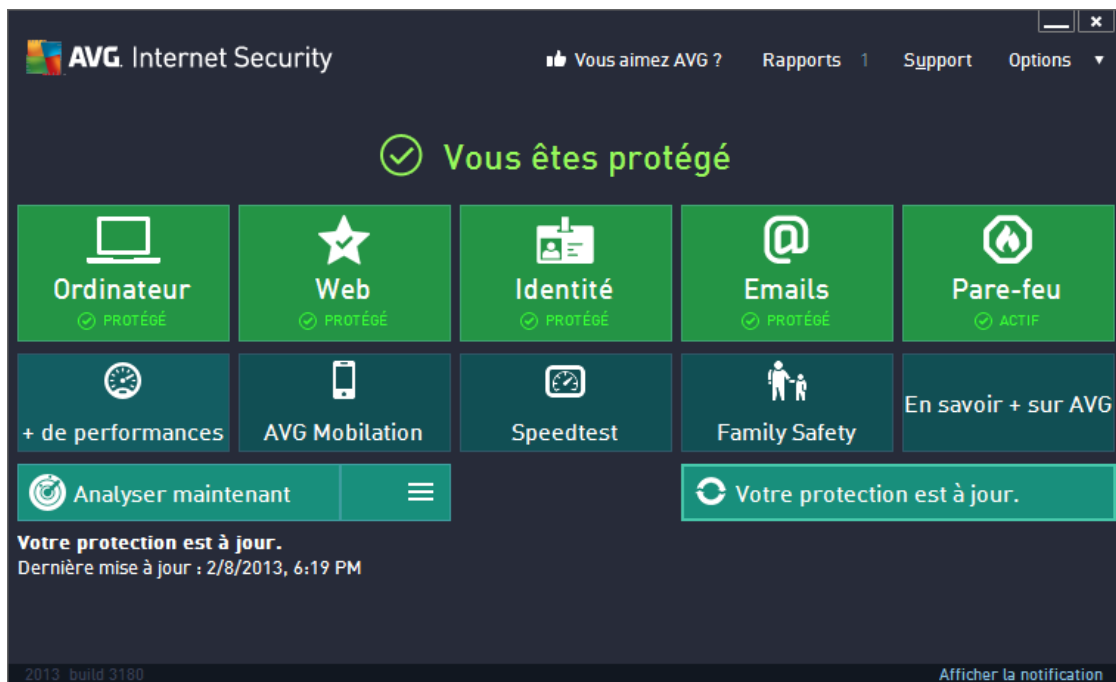 AVG. Internet Security
Vous aimez AVG ? Rapports 1 Support Options
Vous êtes protégé
Ordinateur Web Identité Emails Pare-feu
PROTÉGÉ PROTÉGÉ PROTÉGÉ PROTÉGÉ ACTIF
+ de performances AVG Mobilation Speedtest Family Safety En savoir + sur AVG
Analyser maintenant Votre protection est à jour.
Votre protection est à jour.
Dernière mise à jour : 2/8/2013, 6:19 PM
2013 build 3180 Afficher la notification